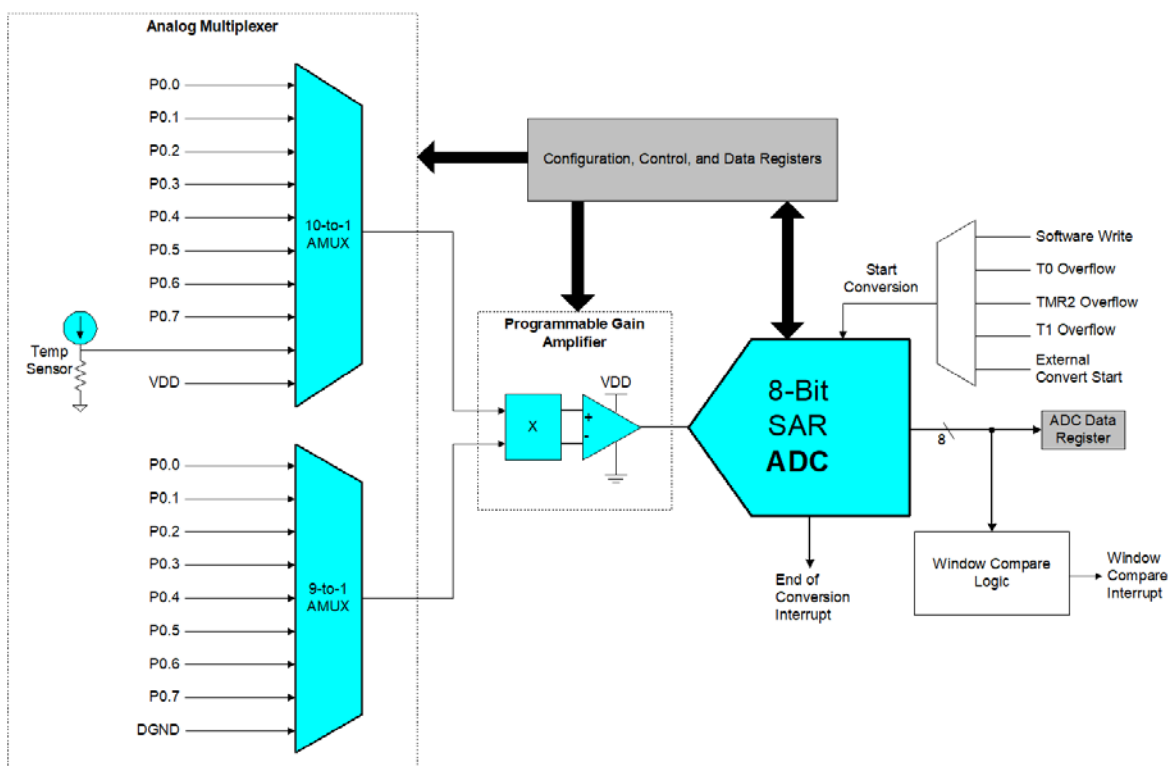 Analog Multiplexer
P0.0
P0.1
P0.2
P0.3
P0.4
P0.5
P0.6
P0.7
Temp
Sensor
VDD
10-to-1
AMUX
P0.0
P0.1
P0.2
P0.3
P0.4
P0.5
P0.6
P0.7
DGND
9-to-1
AMUX
Configuration, Control, and Data Registers
Programmable Gain
Amplifier
VDD
X
+
-
Start
Conversion
Software Write
T0 Overflow
TMR2 Overflow
T1 Overflow
External
Convert Start
8-Bit
SAR
ADC
8
ADC Data
Register
End of
Conversion
Interrupt
Window Compare
Logic
Window
Compare
Interrupt